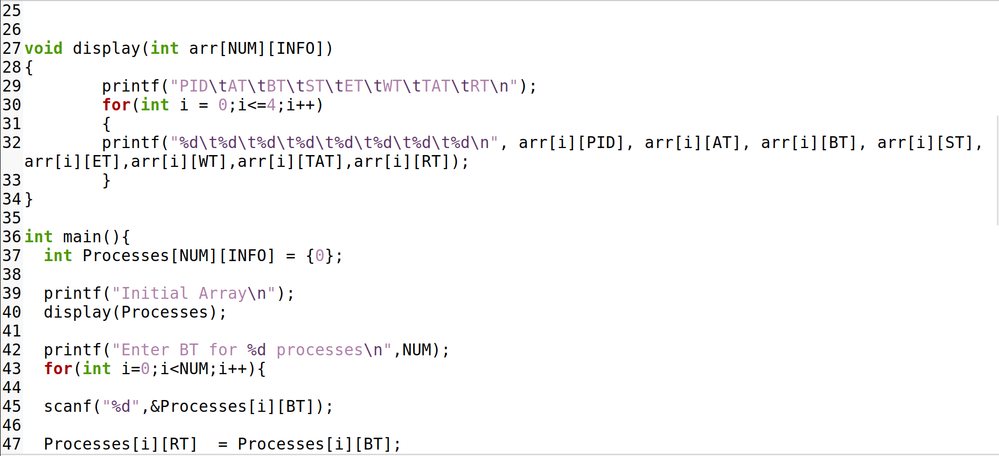 25
26
27 void display(int arr[NUM][INFO])
28 {
29         printf("PID\tAT\tBT\tST\tET\tWT\tTAT\tRT\n");
30         for(int i = 0;i<=4;i++)
31         {
32         printf("%d\t%d\t%d\t%d\t%d\t%d\t%d\t%d\n", arr[i][PID], arr[i][AT], arr[i][BT], arr[i][ST],
arr[i][ET],arr[i][WT],arr[i][TAT],arr[i][RT]);
33         }
34 }
35
36 int main(){
37   int Processes[NUM][INFO] = {0};
38
39   printf("Initial Array\n");
40   display(Processes);
41
42   printf("Enter BT for %d processes\n",NUM);
43   for(int i=0;i<NUM;i++){
44
45   scanf("%d",&Processes[i][BT]);
46
47   Processes[i][RT]  = Processes[i][BT];